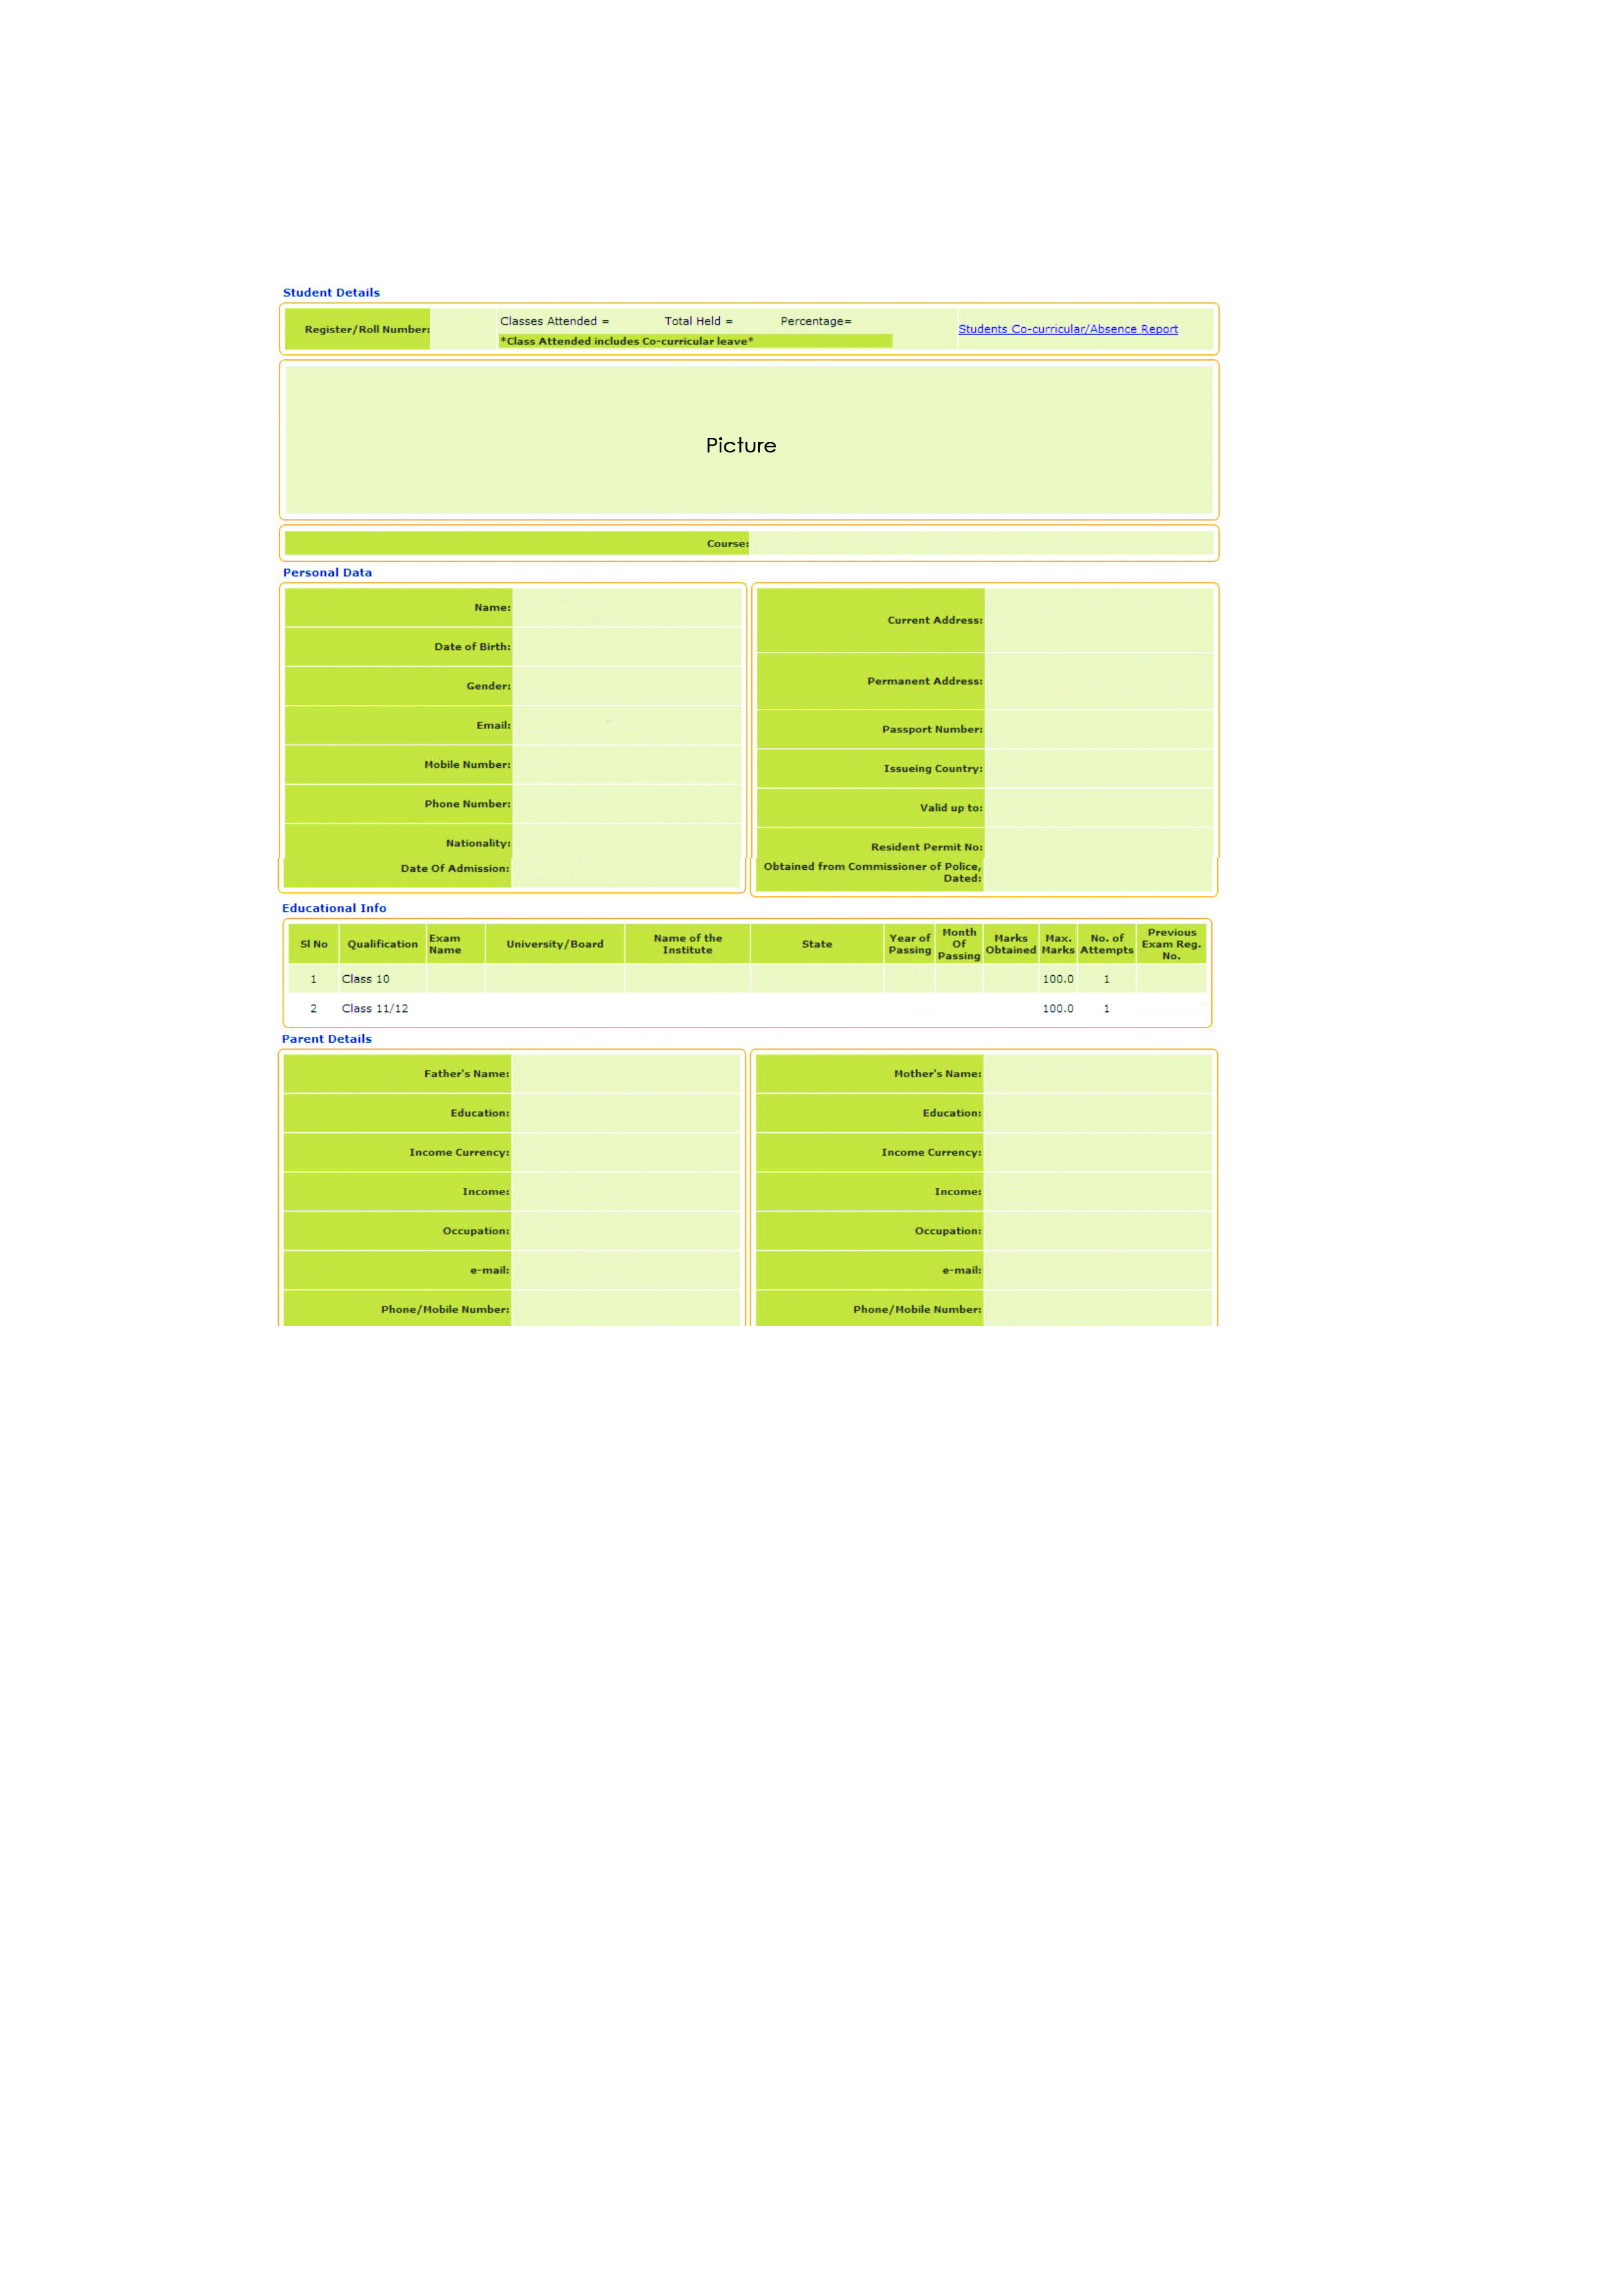 Student Details
Register/Roll Number:
Classes Attended = Total Held = Percentage=
*Class Attended includes Co-curricular leave*
Students Co-curricular/Absence Report
Picture
Course:
Personal Data
Name:
Date of Birth:
Gender:
Email:
Mobile Number:
Phone Number:
Nationality:
Date Of Admission:
Current Address:
Permanent Address:
Passport Number:
Issueing Country:
Valid up to:
Resident Permit No:
Obtained from Commissioner of Police,
Dated:
Educational Info
Sl No Qualification Exam Name University/Board Name of the Institute State Year of Passing Month Of Passing Marks Obtained Max. Marks No. of Attempts Previous Exam Reg. No.
1 Class 10 100.0 1
2 Class 11/12 100.0 1
Parent Details
Father's Name:
Education:
Income Currency:
Income:
Occupation:
e-mail:
Phone/Mobile Number:
Mother's Name:
Education:
Income Currency:
Income:
Occupation:
e-mail:
Phone/Mobile Number: